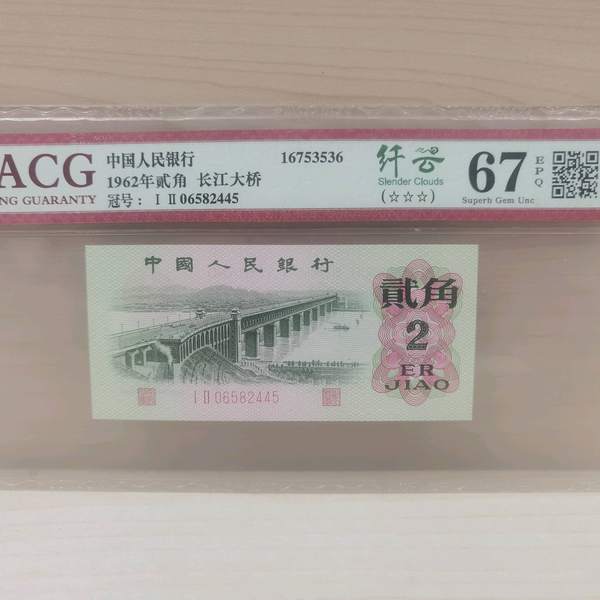 ACG
NG GUARANTY
中国人民银行
1962年贰角 长江大桥
冠号: I II 06582445
16753536
纤云
Slender Clouds
(☆☆☆)
67
EPQ
Superb Gem Unc
中國人民銀行
貳角
2
ER
JIAO
I II 06582445